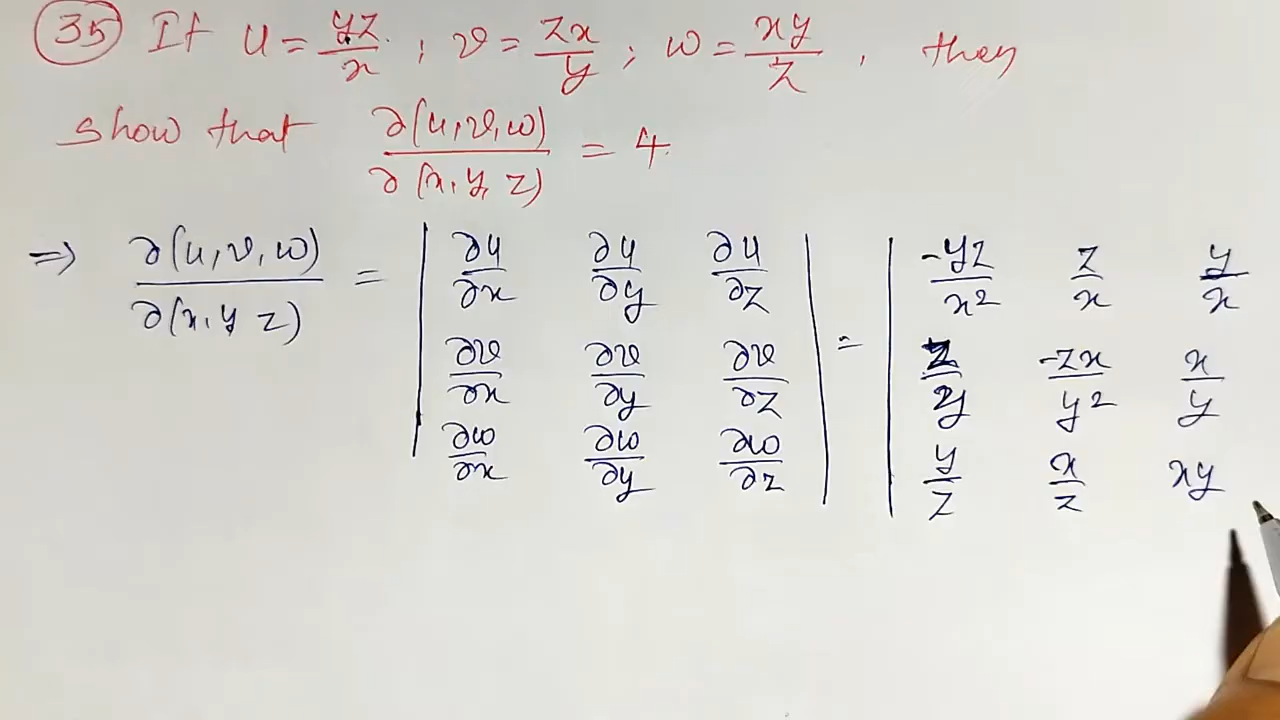 35 If u = yz/x ; v = zx/y ; w = xy/z , then
show that ∂(u,v,w)/∂(x,y,z) = 4.
⇒ ∂(u,v,w)/∂(x,y,z) = | ∂u/∂x ∂u/∂y ∂u/∂z | = | -yz/x² z/x y/x
| ∂v/∂x ∂v/∂y ∂v/∂z | | z/y -zx/y² x/y
| ∂w/∂x ∂w/∂y ∂w/∂z | | y/z x/z xy